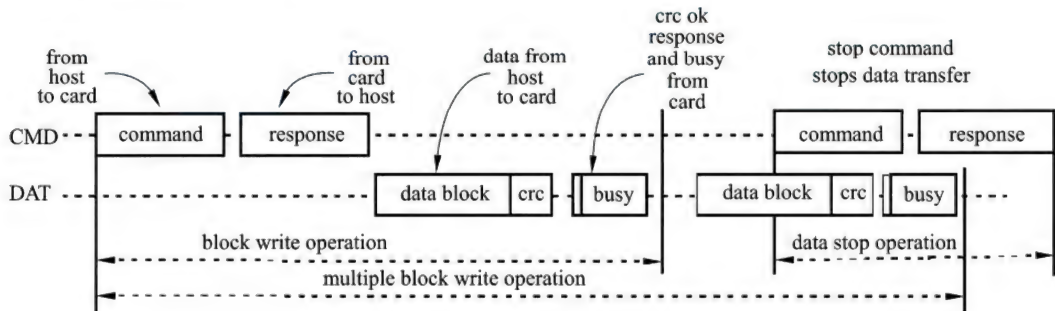 from
host
to card
from
card
to host
data from
host
to card
crc ok
response
and busy
from
card
stop command
stops data transfer
CMD
command
response
command
response
DAT
data block
crc
busy
data block
crc
busy
block write operation
data stop operation
multiple block write operation